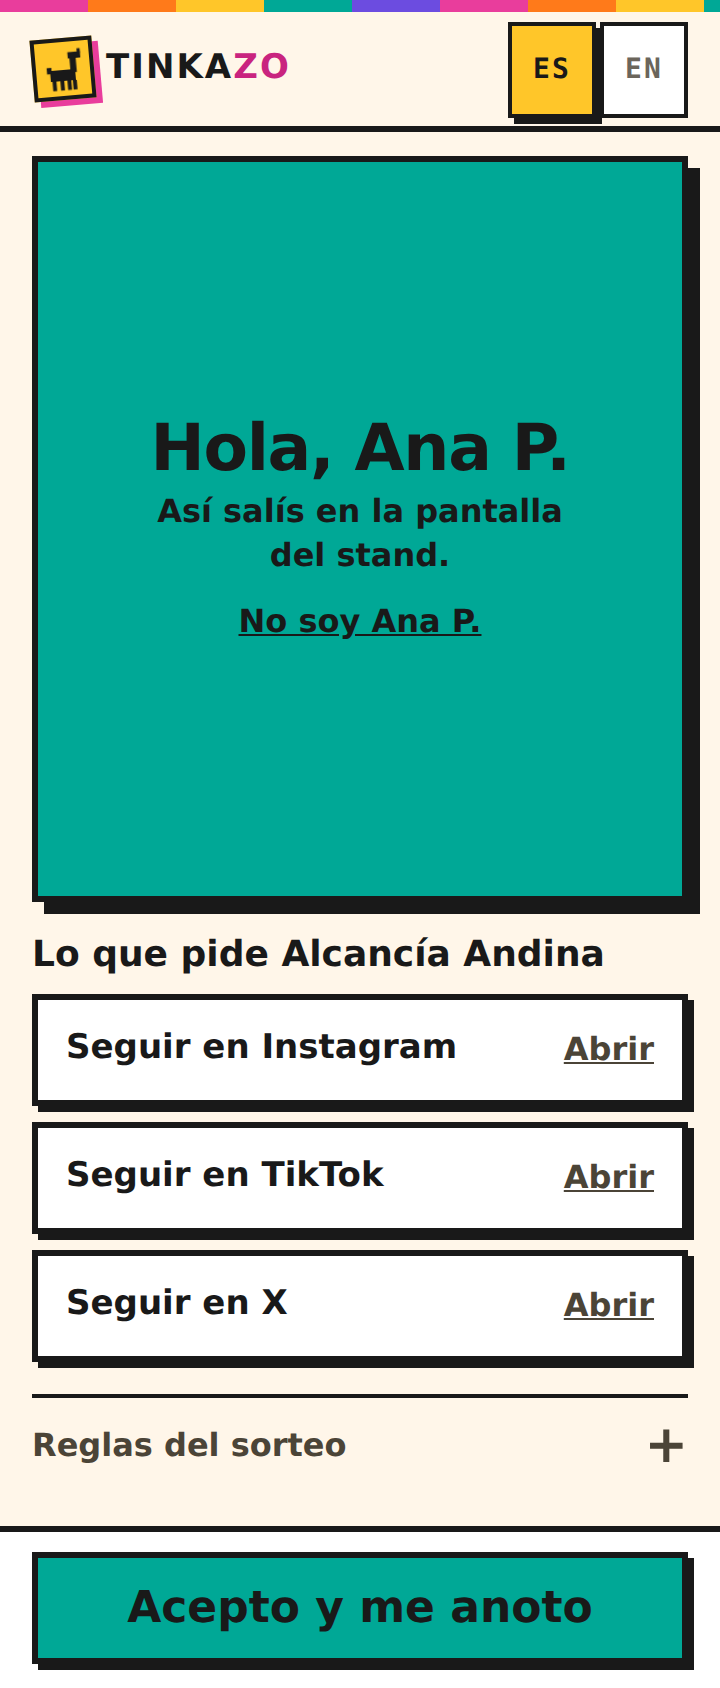 TINKAZO
ES
EN
Hola, Ana P.
Así salís en la pantalla
del stand.
No soy Ana P.
Lo que pide Alcancía Andina
Seguir en Instagram
Abrir
Seguir en TikTok
Abrir
Seguir en X
Abrir
Reglas del sorteo
+
Acepto y me anoto